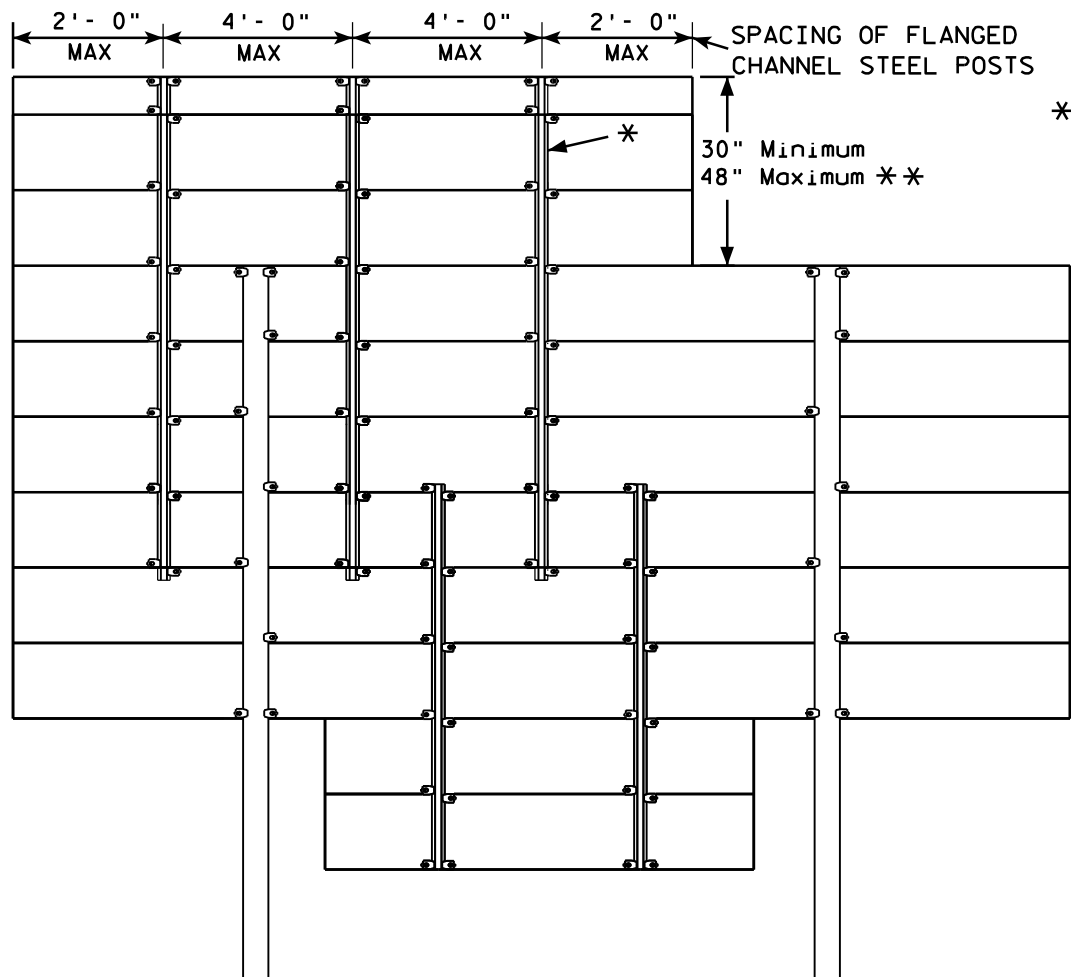 2'- 0" 4'- 0" 4'- 0" 2'- 0"
MAX MAX MAX MAX
SPACING OF FLANGED
CHANNEL STEEL POSTS
*
*
30" Minimum
48" Maximum * *